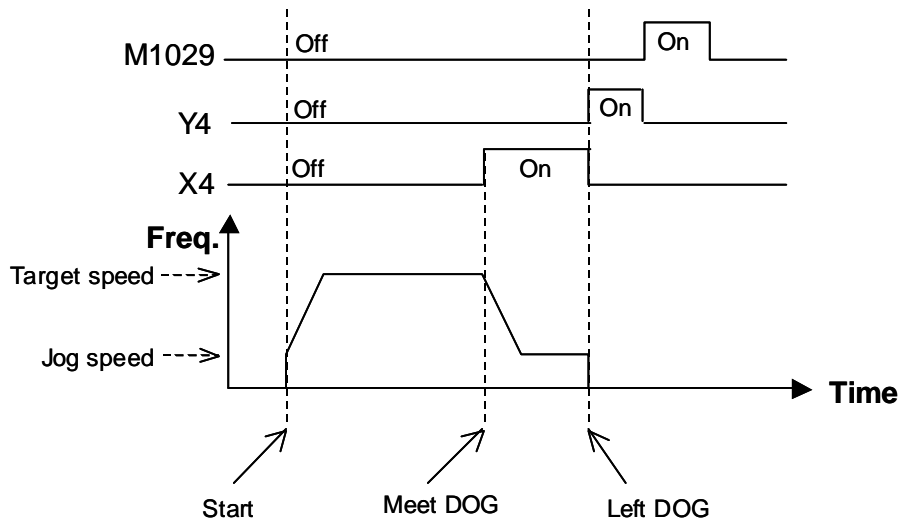 M1029
Off
On
Y4
Off
On
X4
Off
On
Freq.
Target speed
Jog speed
Time
Start
Meet DOG
Left DOG